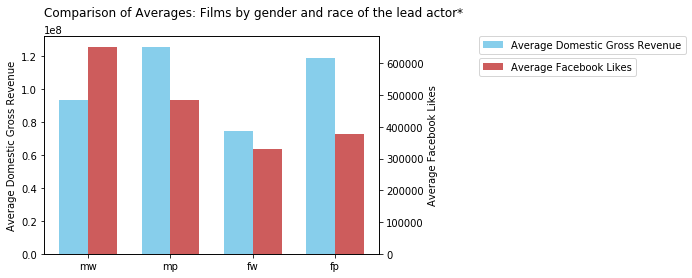 Comparison of Averages: Films by gender and race of the lead actor*
1e8
1.2
1.0
0.8
0.6
0.4
0.2
0.0
Average Domestic Gross Revenue
mw mp fw fp
600000
500000
400000
300000
200000
100000
0
Average Facebook Likes
Average Domestic Gross Revenue
Average Facebook Likes